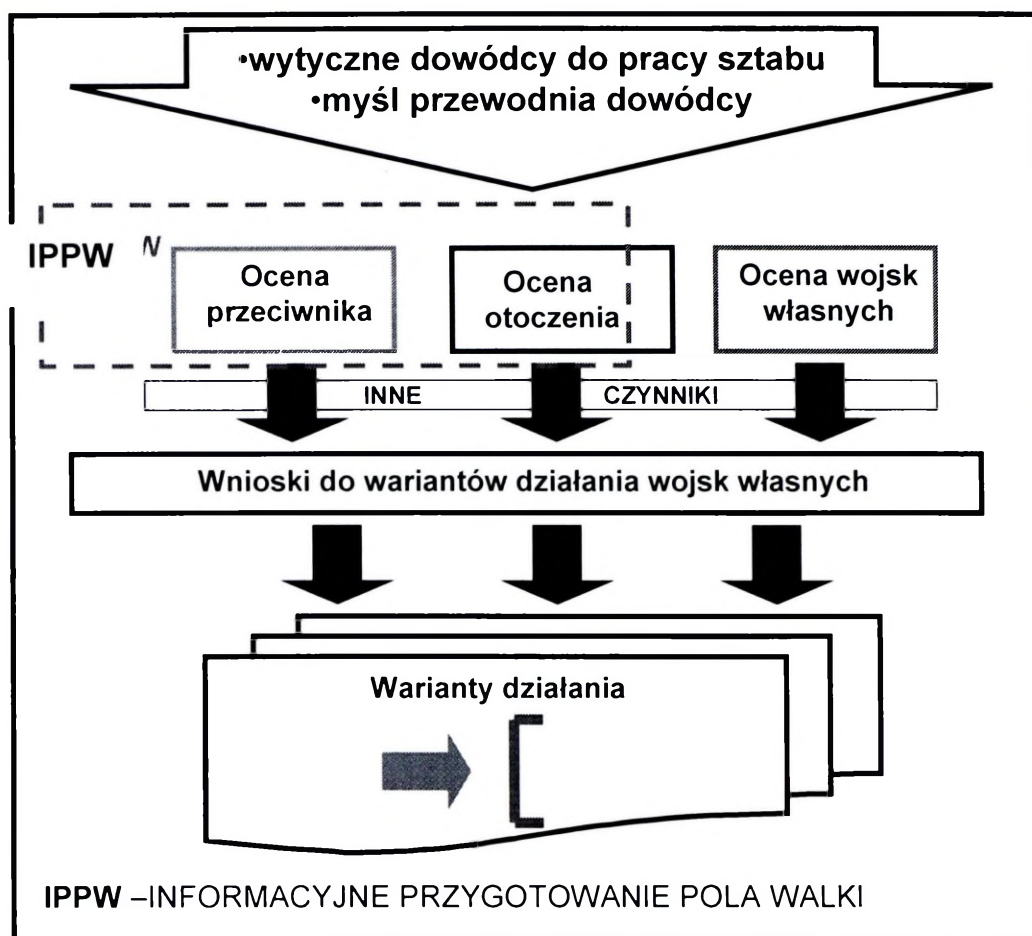 •wytyczne dowódcy do pracy sztabu
•myśl przewodnia dowódcy
IPPW
Ocena
przeciwnika
Ocena
otoczenia
Ocena wojsk
własnych
INNE CZYNNIKI
Wnioski do wariantów działania wojsk własnych
Warianty działania
IPPW –INFORMACYJNE PRZYGOTOWANIE POLA WALKI